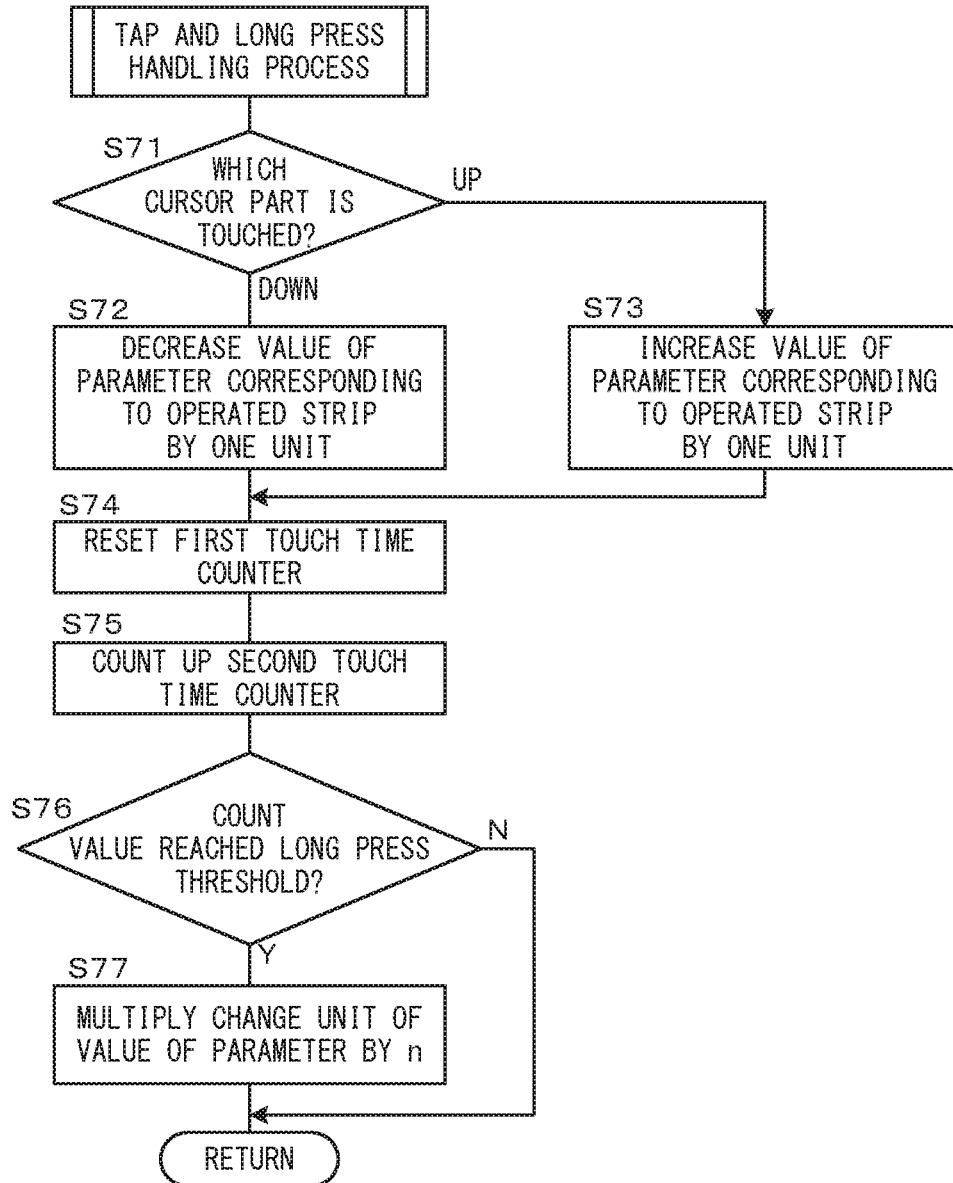 TAP AND LONG PRESS
HANDLING PROCESS
S71
WHICH
CURSOR PART IS
TOUCHED?
UP
DOWN
S72
DECREASE VALUE OF
PARAMETER CORRESPONDING
TO OPERATED STRIP
BY ONE UNIT
S73
INCREASE VALUE OF
PARAMETER CORRESPONDING
TO OPERATED STRIP
BY ONE UNIT
S74
RESET FIRST TOUCH TIME
COUNTER
S75
COUNT UP SECOND TOUCH
TIME COUNTER
S76
COUNT
VALUE REACHED LONG PRESS
THRESHOLD?
N
Y
S77
MULTIPLY CHANGE UNIT OF
VALUE OF PARAMETER BY n
RETURN